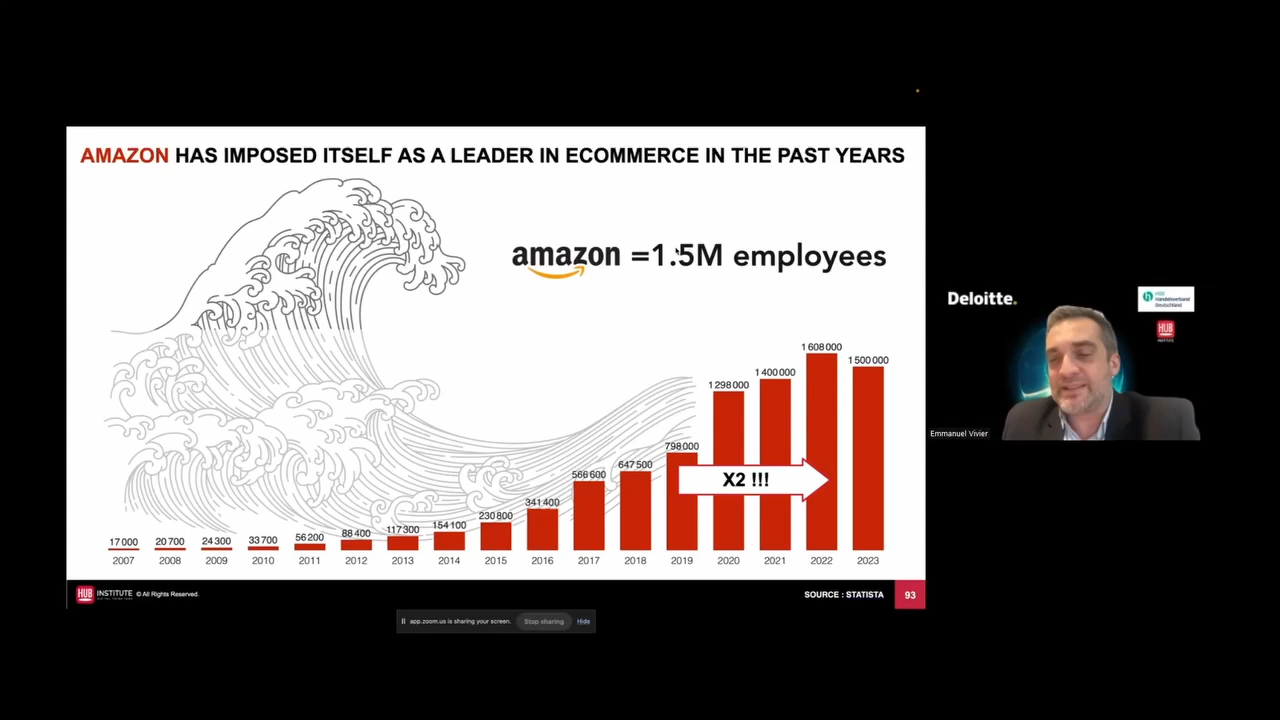 AMAZON HAS IMPOSED ITSELF AS A LEADER IN ECOMMERCE IN THE PAST YEARS
amazon =1.5M employees
17 000
20 700
24 300
33 700
56 200
88 400
117 300
154 100
230 800
341 400
566 600
647 500
798 000
1 298 000
1 400 000
1 608 000
1 500 000
X2 !!!
2007 2008 2009 2010 2011 2012 2013 2014 2015 2016 2017 2018 2019 2020 2021 2022 2023
HUB INSTITUTE © All Rights Reserved.
SOURCE : STATISTA 93
app.zoom.us is sharing your screen. Stop sharing Hide
Deloitte.
Handelsverband
Deutschland
HUB
INSTITUTE
Emmanuel Vivier